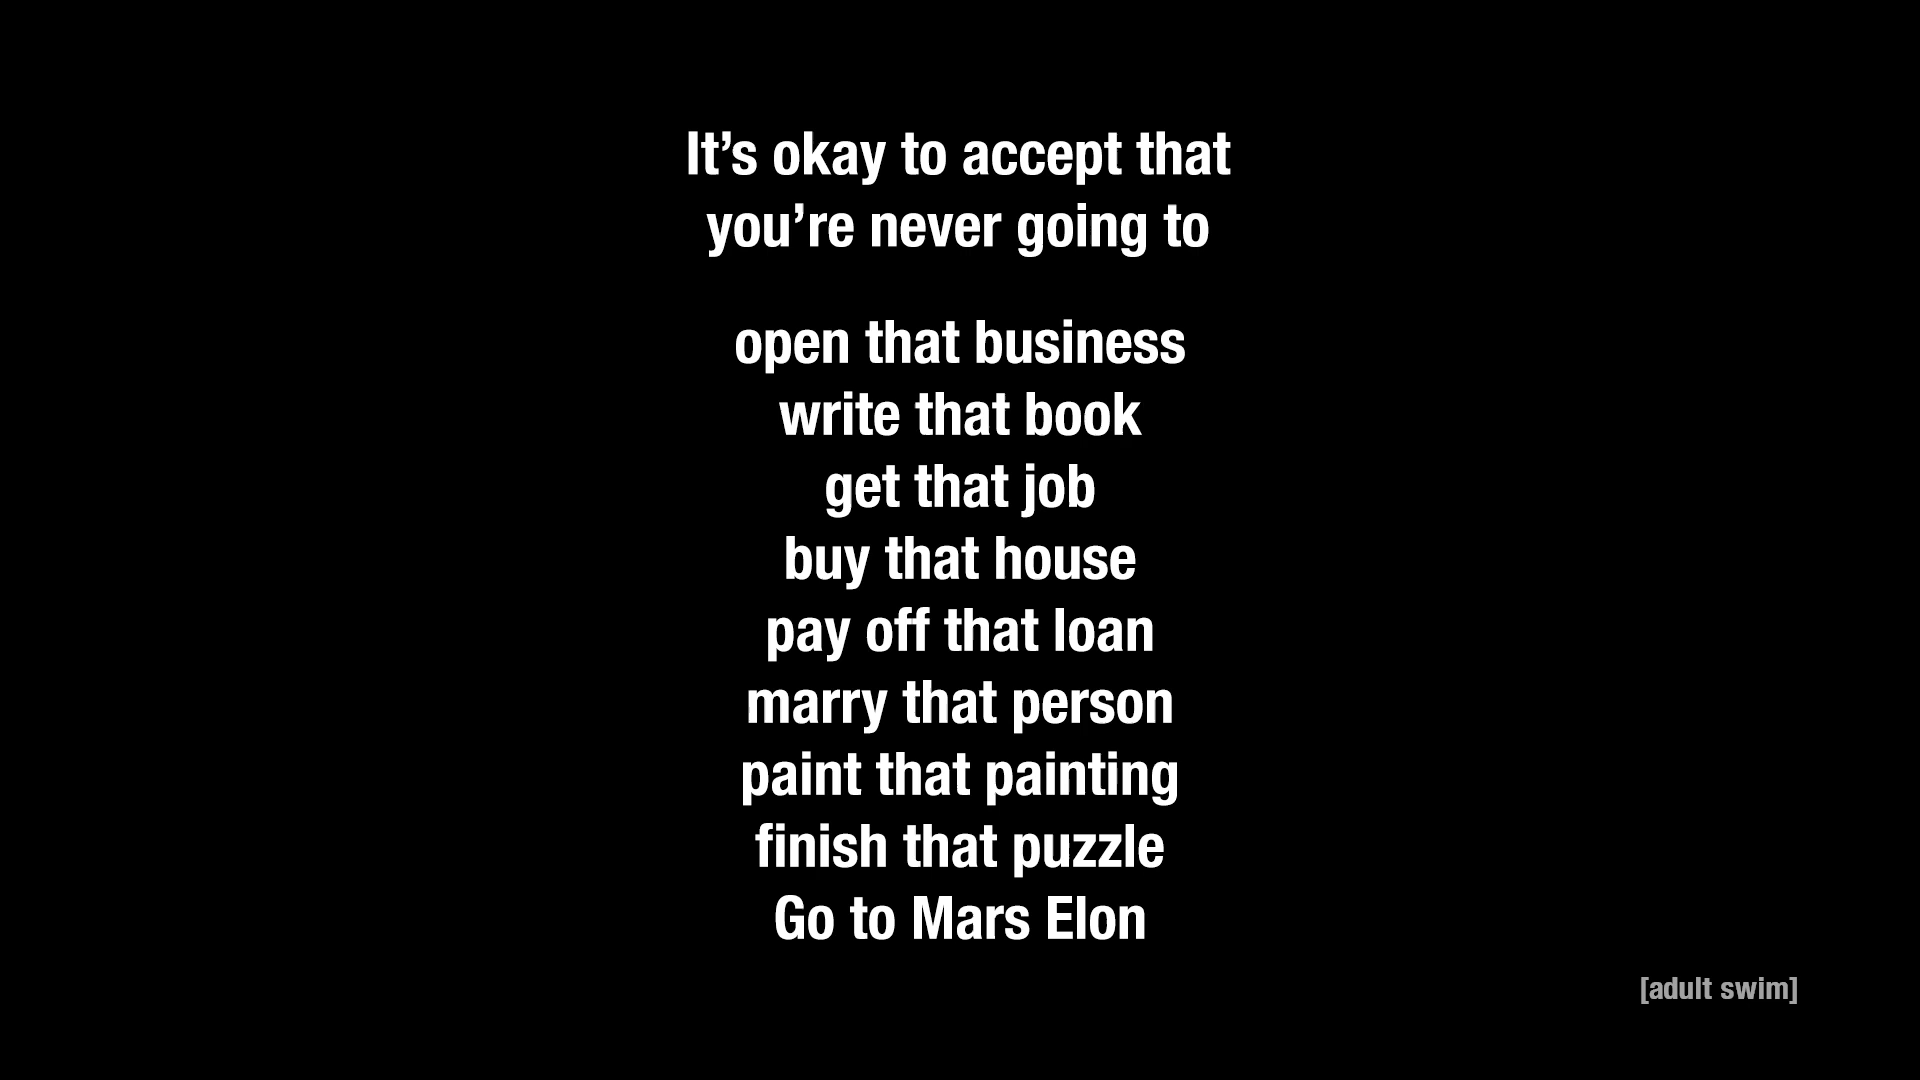 It’s okay to accept that
you’re never going to
open that business
write that book
get that job
buy that house
pay off that loan
marry that person
paint that painting
finish that puzzle
Go to Mars Elon
[adult swim]